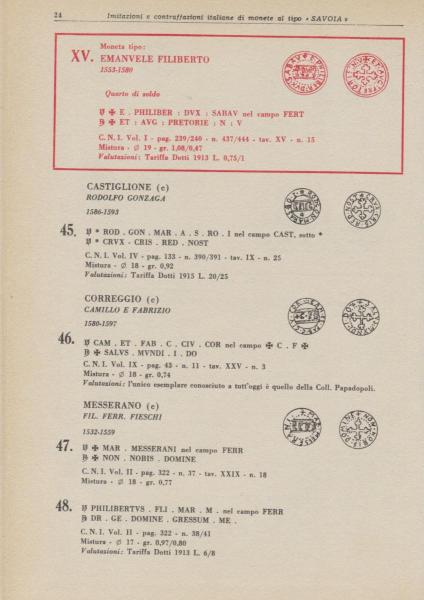 24 Imitazioni e contraffazioni italiane di monete al tipo « SAVOIA »
Moneta tipo:
XV. EMANVELE FILIBERTO
1553-1580
Quarto di soldo
✠ E . PHILIBER : DVX : SABAV nel campo FERT
✠ ET : AVG : PRETORIE : N : V
C. N. I. Vol. I - pag. 239/240 - n. 437/444 - tav. XV - n. 15
Mistura - ∅ 19 - gr. 1,08/0,47
Valutazioni: Tariffa Dotti 1913 L. 0,75/1
CASTIGLIONE (c)
RODOLFO GONZAGA
1586-1593
45. * ROD . GON . MAR . A . S . RO . I nel campo CAST, sotto *
* CRVX - CRIS . RED . NOST
C. N. I. Vol. IV - pag. 133 - n. 390/391 - tav. IX - n. 25
Mistura - ∅ 18 - gr. 0,92
Valutazioni: Tariffa Dotti 1915 L. 20/25
CORREGGIO (c)
CAMILLO E FABRIZIO
1580-1597
46. CAM . ET . FAB . C . CIV . COR nel campo ✠ C . F ✠
✠ SALVS . MVNDI . I . DO
C. N. I. Vol. IX - pag. 43 - n. 11 - tav. XXV - n. 3
Mistura - ∅ 18 - gr. 0,74
Valutazioni: l'unico esemplare conosciuto a tutt'oggi è quello della Coll. Papadopoli.
MESSERANO (c)
FIL. FERR. FIESCHI
1532-1559
47. ✠ MAR . MESSERANI nel campo FERR
✠ NON . NOBIS . DOMINE
C. N. I. Vol. II - pag. 322 - n. 37 - tav. XXIX - n. 18
Mistura - ∅ 18 - gr. 0,77
48. PHILIBERTVS . FLI . MAR . M . nel campo FERR
DR . GE . DOMINE . GRESSUM . ME .
C. N. I. Vol. II - pag. 322 - n. 38/41
Mistura - ∅ 17 - gr. 0,97/0,80
Valutazioni: Tariffa Dotti 1913 L. 6/8